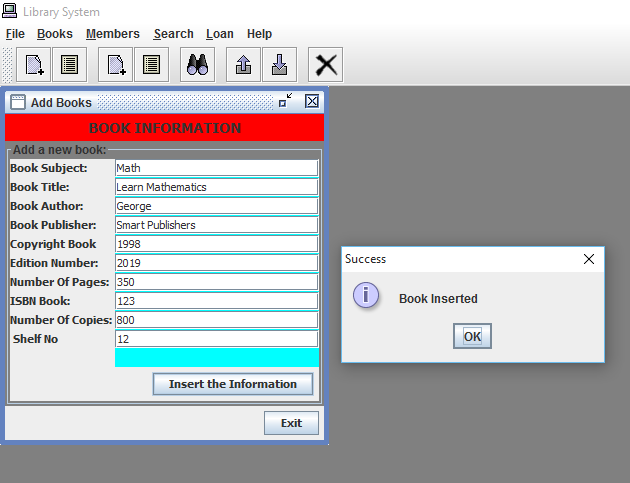 Library System
File Books Members Search Loan Help
Add Books
BOOK INFORMATION
Add a new book:
Book Subject: Math
Book Title: Learn Mathematics
Book Author: George
Book Publisher: Smart Publishers
Copyright Book 1998
Edition Number: 2019
Number Of Pages: 350
ISBN Book: 123
Number Of Copies: 800
Shelf No 12
Insert the Information
Exit
Success
Book Inserted
OK